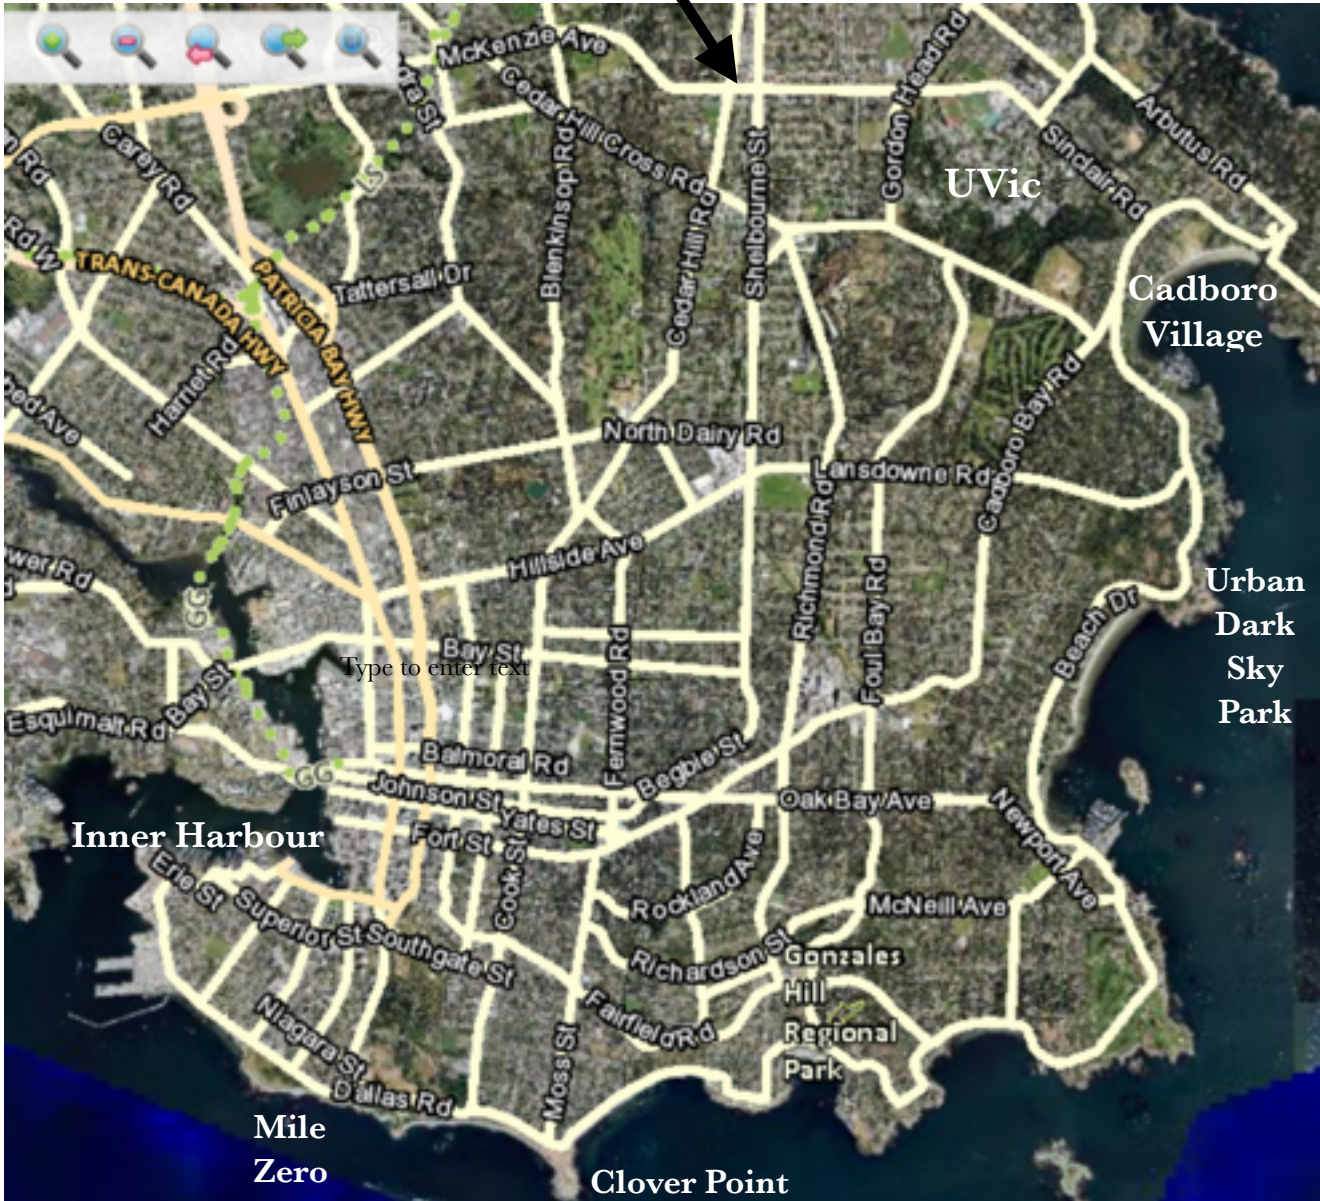 McKenzie Ave
Cedar Hill Cross Rd
Gordon Head Rd
Arbutus Rd
Sinclair Rd
Carey Rd
UVic
LS
Blenkinsop Rd
Cedar Hill Rd
Shelbourne St
Rd W
TRANS-CANADA HWY
PATRICIA BAY HWY
Tattersall Dr
Cadboro
Village
Harriet Rd
North Dairy Rd
Lansdowne Rd
Cadboro Bay Rd
Finlayson St
Hillside Ave
Richmond Rd
Foul Bay Rd
Beach Dr
Urban
Dark
Sky
Park
GG
Bay St
Type to enter text
Fernwood Rd
Bay St
Esquimalt Rd
Balmoral Rd
Begbie St
GG
Johnson St
Yates St
Oak Bay Ave
Newport Ave
Inner Harbour
Fort St
Cook St
Rockland Ave
McNeill Ave
Erie St
Superior St
Southgate St
Richardson St
Gonzales
Hill
Regional
Park
Fairfield Rd
Niagara St
Moss St
Dallas Rd
Mile
Zero
Clover Point